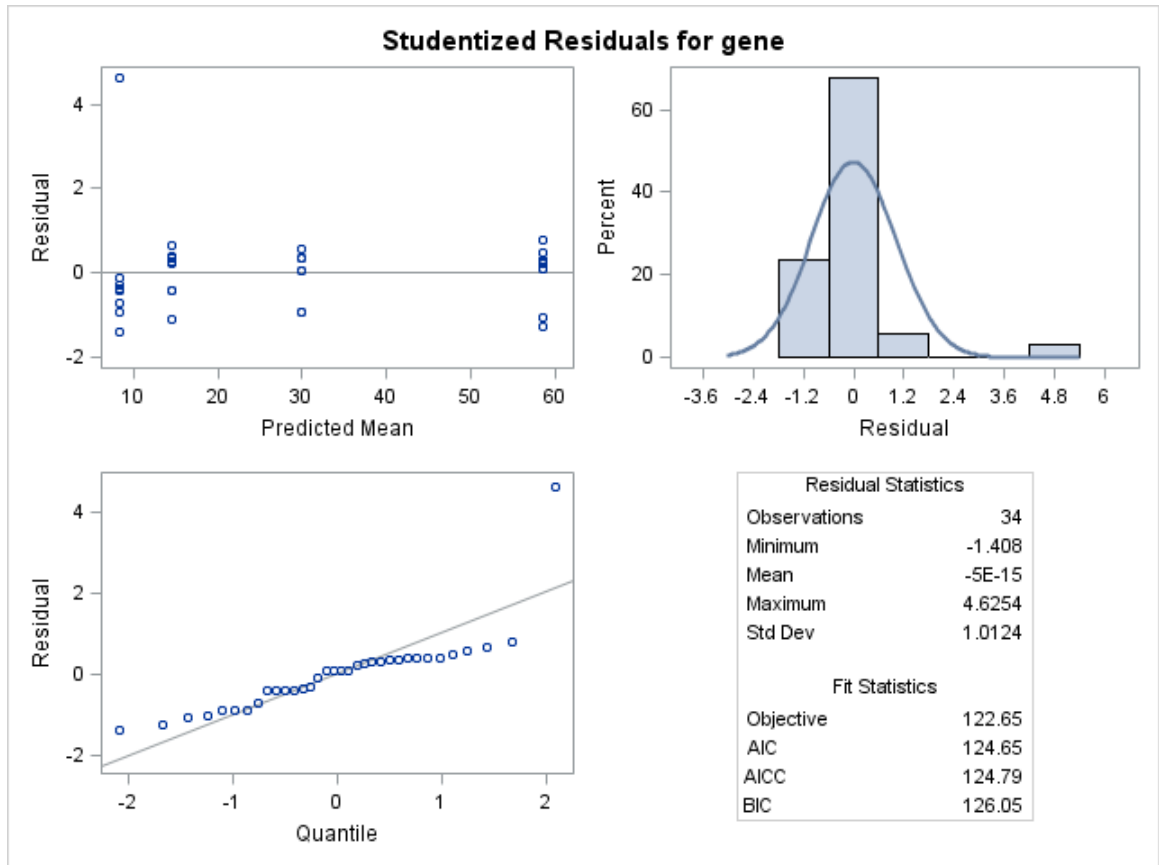 Studentized Residuals for gene
4
2
0
-2
Residual
10 20 30 40 50 60
Predicted Mean
60
40
20
0
Percent
-3.6 -2.4 -1.2 0 1.2 2.4 3.6 4.8 6
Residual
4
2
0
-2
Residual
-2 -1 0 1 2
Quantile
Residual Statistics
Observations 34
Minimum -1.408
Mean -5E-15
Maximum 4.6254
Std Dev 1.0124
Fit Statistics
Objective 122.65
AIC 124.65
AICC 124.79
BIC 126.05